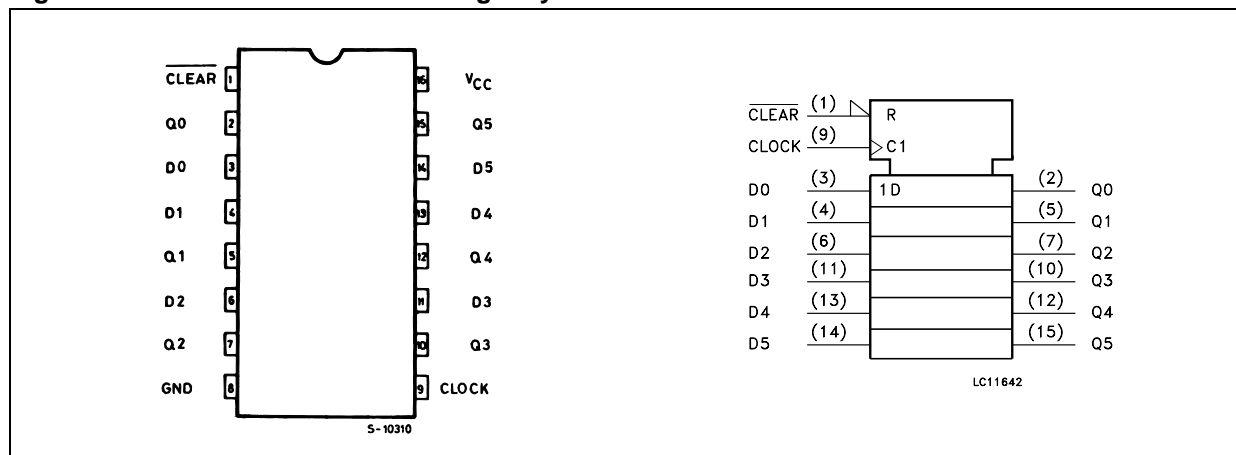 CLEAR 1 16 VCC
Q0 2 15 Q5
D0 3 14 D5
D1 4 13 D4
Q1 5 12 Q4
D2 6 11 D3
Q2 7 10 Q3
GND 8 9 CLOCK
S-10310
CLEAR (1) R
CLOCK (9) C1
D0 (3) 1D (2) Q0
D1 (4) (5) Q1
D2 (6) (7) Q2
D3 (11) (10) Q3
D4 (13) (12) Q4
D5 (14) (15) Q5
LC11642